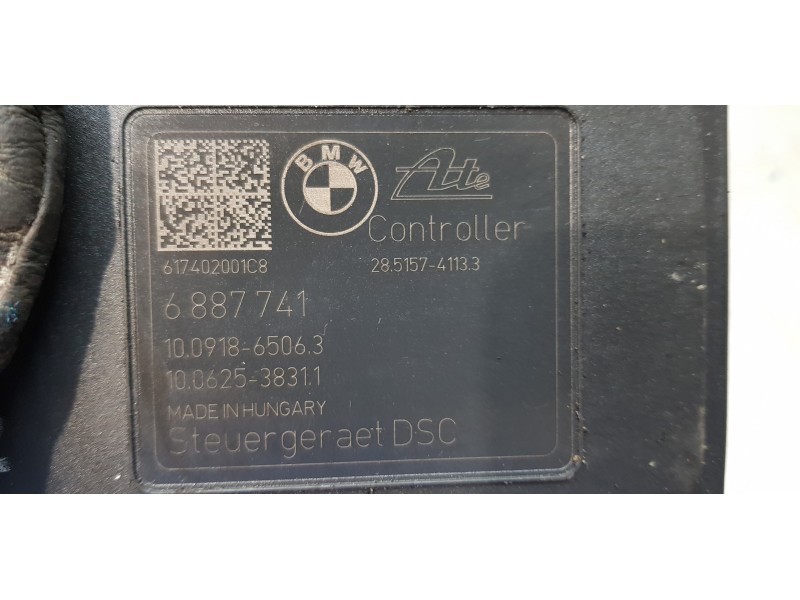 BMW
Ate
Controller
617402001C8
28.5157-4113.3
6 887 741
10.0918-6506.3
10.0625-3831.1
MADE IN HUNGARY
Steuergeraet DSC